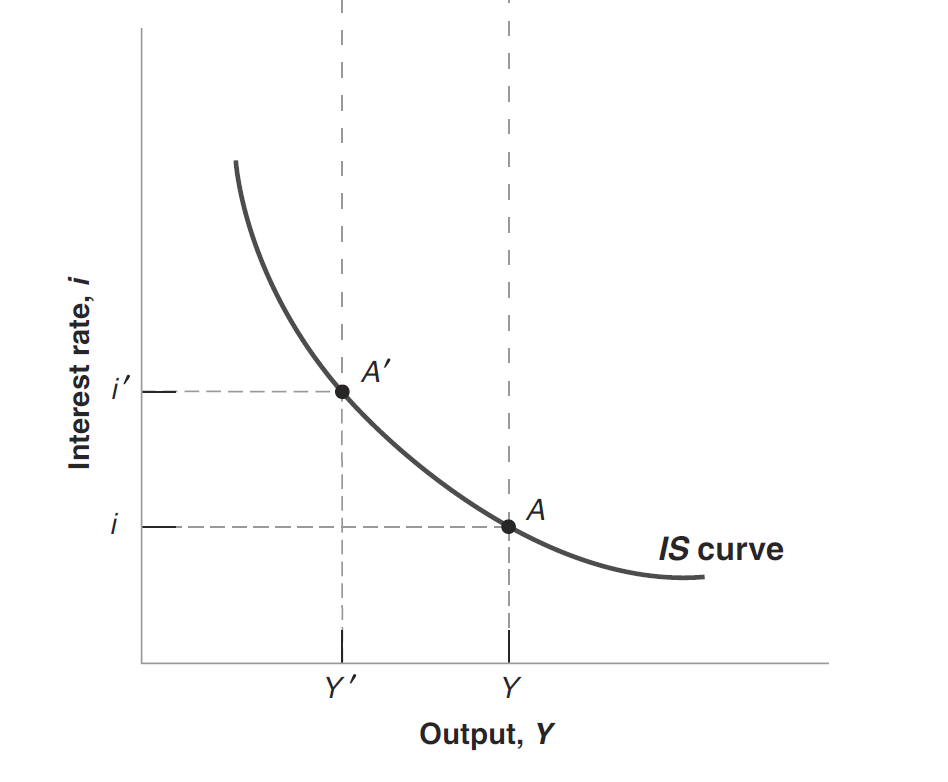 Interest rate, i
A′
i′
A
i
IS curve
Y′
Y
Output, Y